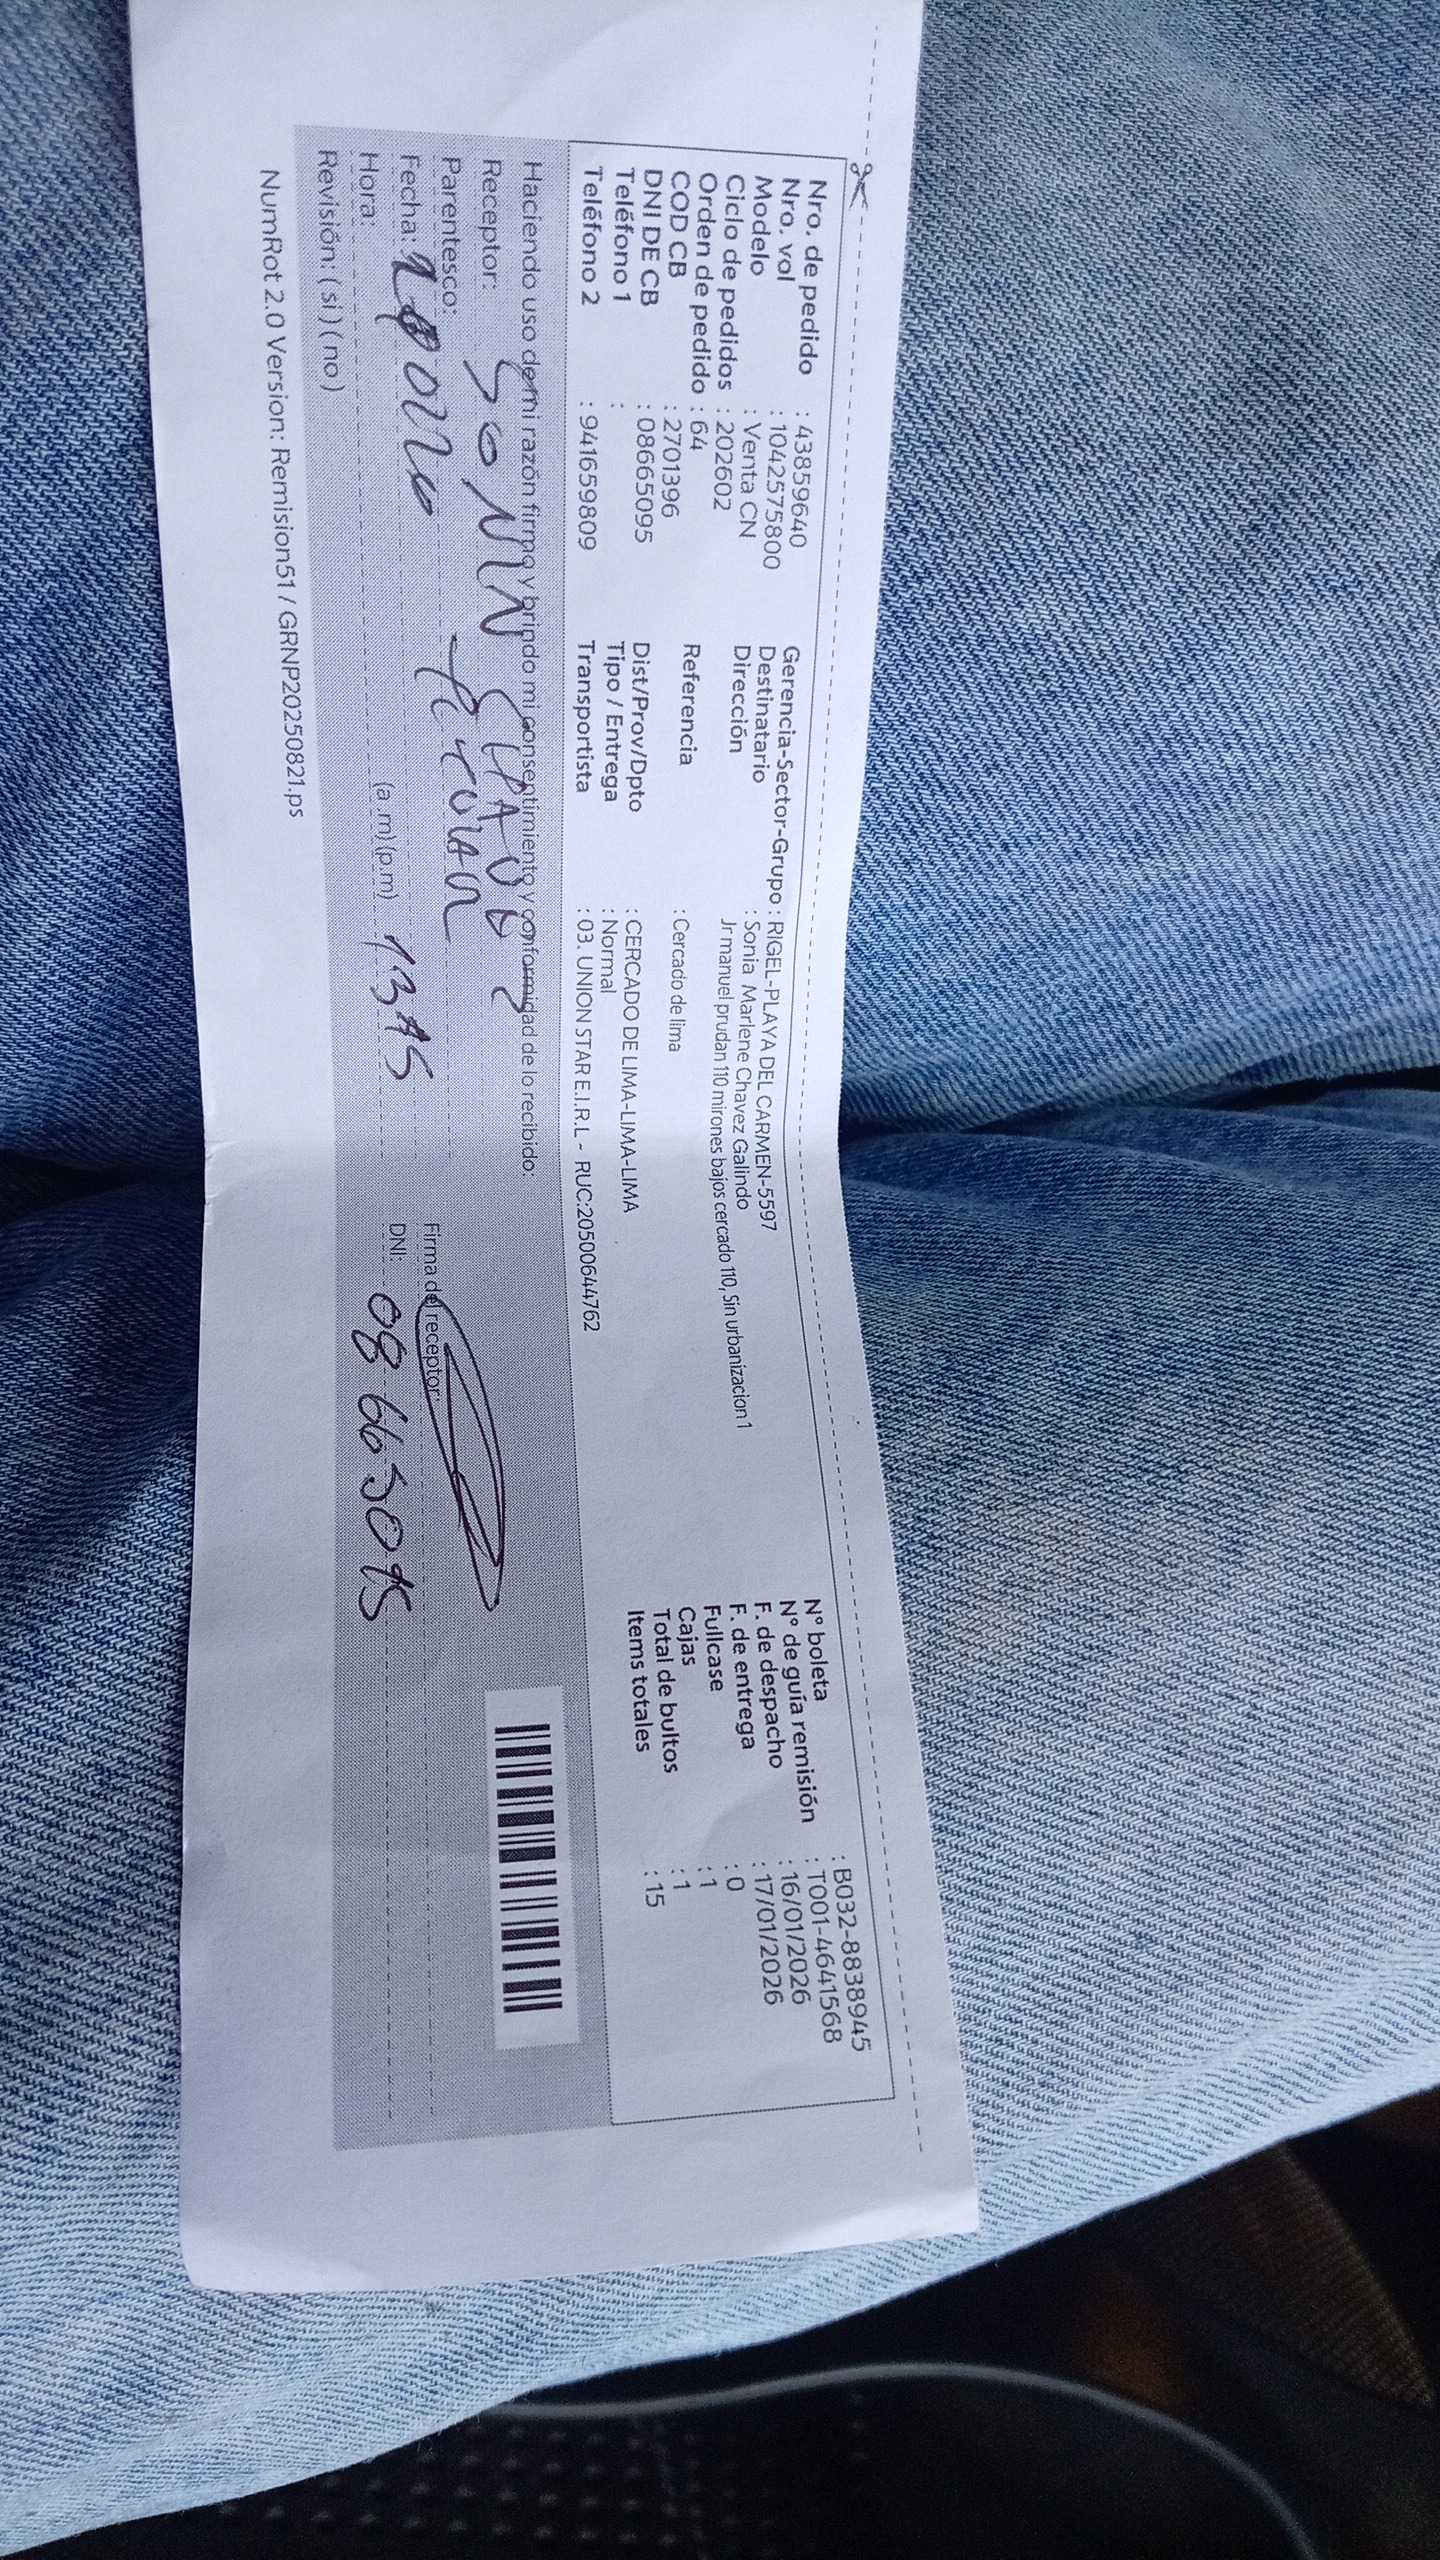 Nro. de pedido : 43859640
Nro. vol : 1042575800
Modelo : Venta CN
Ciclo de pedidos : 202602
Orden de pedido : 64
COD CB : 2701396
DNI DE CB : 08665095
Teléfono 1 :
Teléfono 2 : 941659809
Gerencia-Sector-Grupo : RIGEL-PLAYA DEL CARMEN-5597
Destinatario : Sonia Marlene Chavez Galindo
Dirección Jr manuel prudan 110 mirones bajos cercado 110, Sin urbanizacion 1
Referencia : Cercado de lima
Dist/Prov/Dpto : CERCADO DE LIMA-LIMA-LIMA
Tipo / Entrega : Normal
Transportista : 03. UNION STAR E.I.R.L - RUC:20500644762
Nº boleta : B032-8838945
Nº de guía remisión : T001-4641568
F. de despacho : 16/01/2026
F. de entrega : 17/01/2026
Fullcase : 0
Cajas : 1
Total de bultos : 1
Items totales : 15
Haciendo uso de mi razón firmo y brindo mi consentimiento y conformidad de lo recibido:
Receptor:
Parentesco:
Fecha:
Hora: (a.m) (p.m)
Revisión: ( si ) ( no )
Firma del receptor:
DNI: 08665095
NumRot 2.0 Version: Remision51 / GRNP20250821.ps